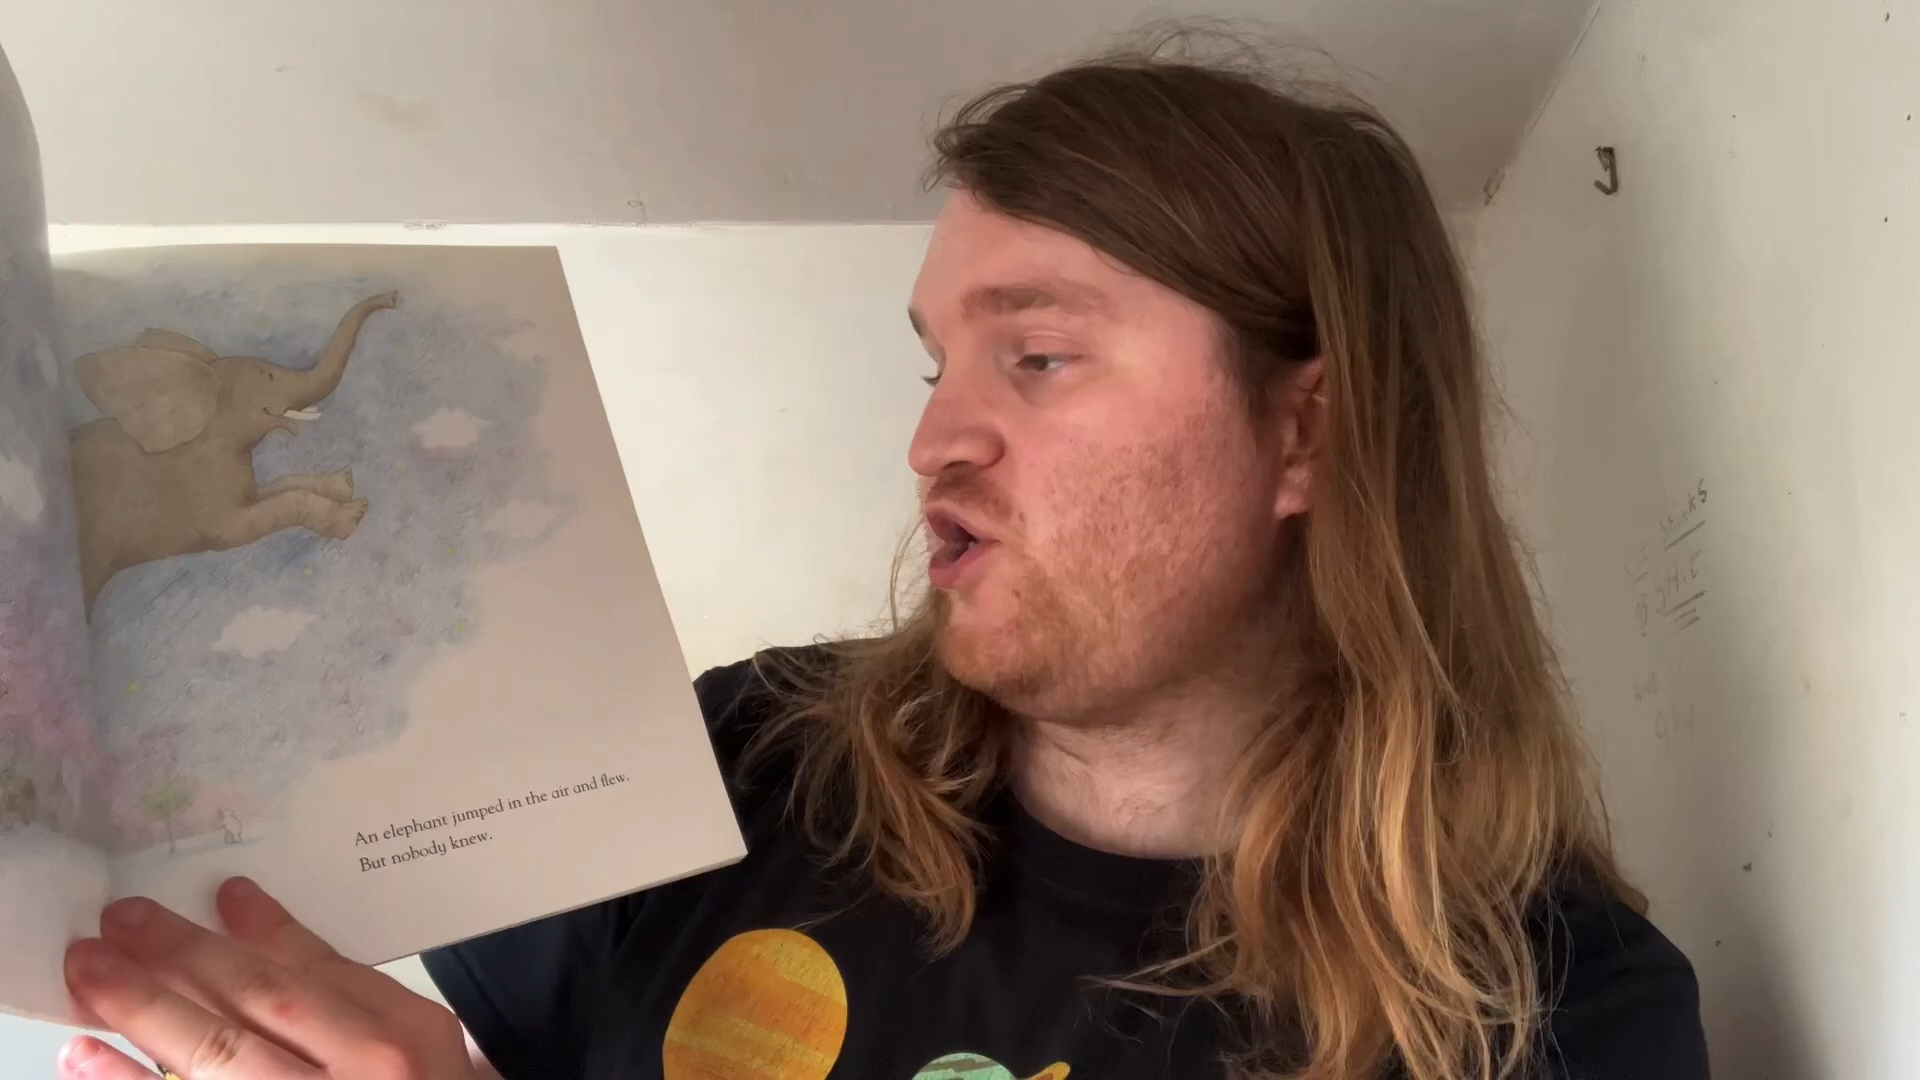 An elephant jumped in the air and flew.
But nobody knew.